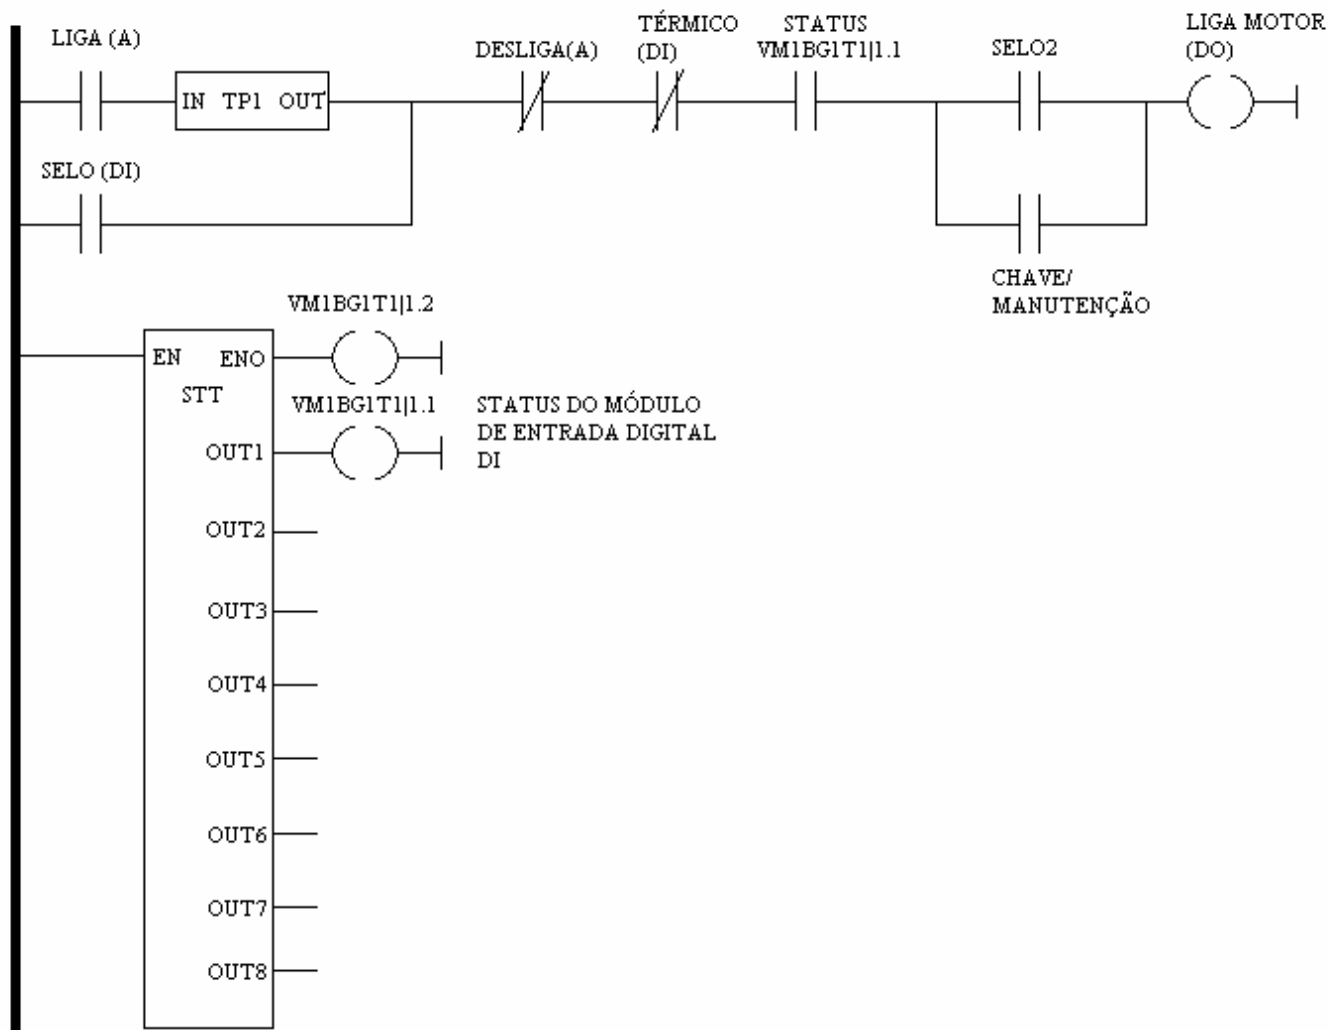 LIGA (A)
IN TP1 OUT
DESLIGA(A)
TÉRMICO
(DI)
STATUS
VM1BG1T1|1.1
SELO2
LIGA MOTOR
(DO)
SELO (DI)
CHAVE/
MANUTENÇÃO
VM1BG1T1|1.2
EN ENO
STT
VM1BG1T1|1.1
STATUS DO MÓDULO
DE ENTRADA DIGITAL
DI
OUT1
OUT2
OUT3
OUT4
OUT5
OUT6
OUT7
OUT8